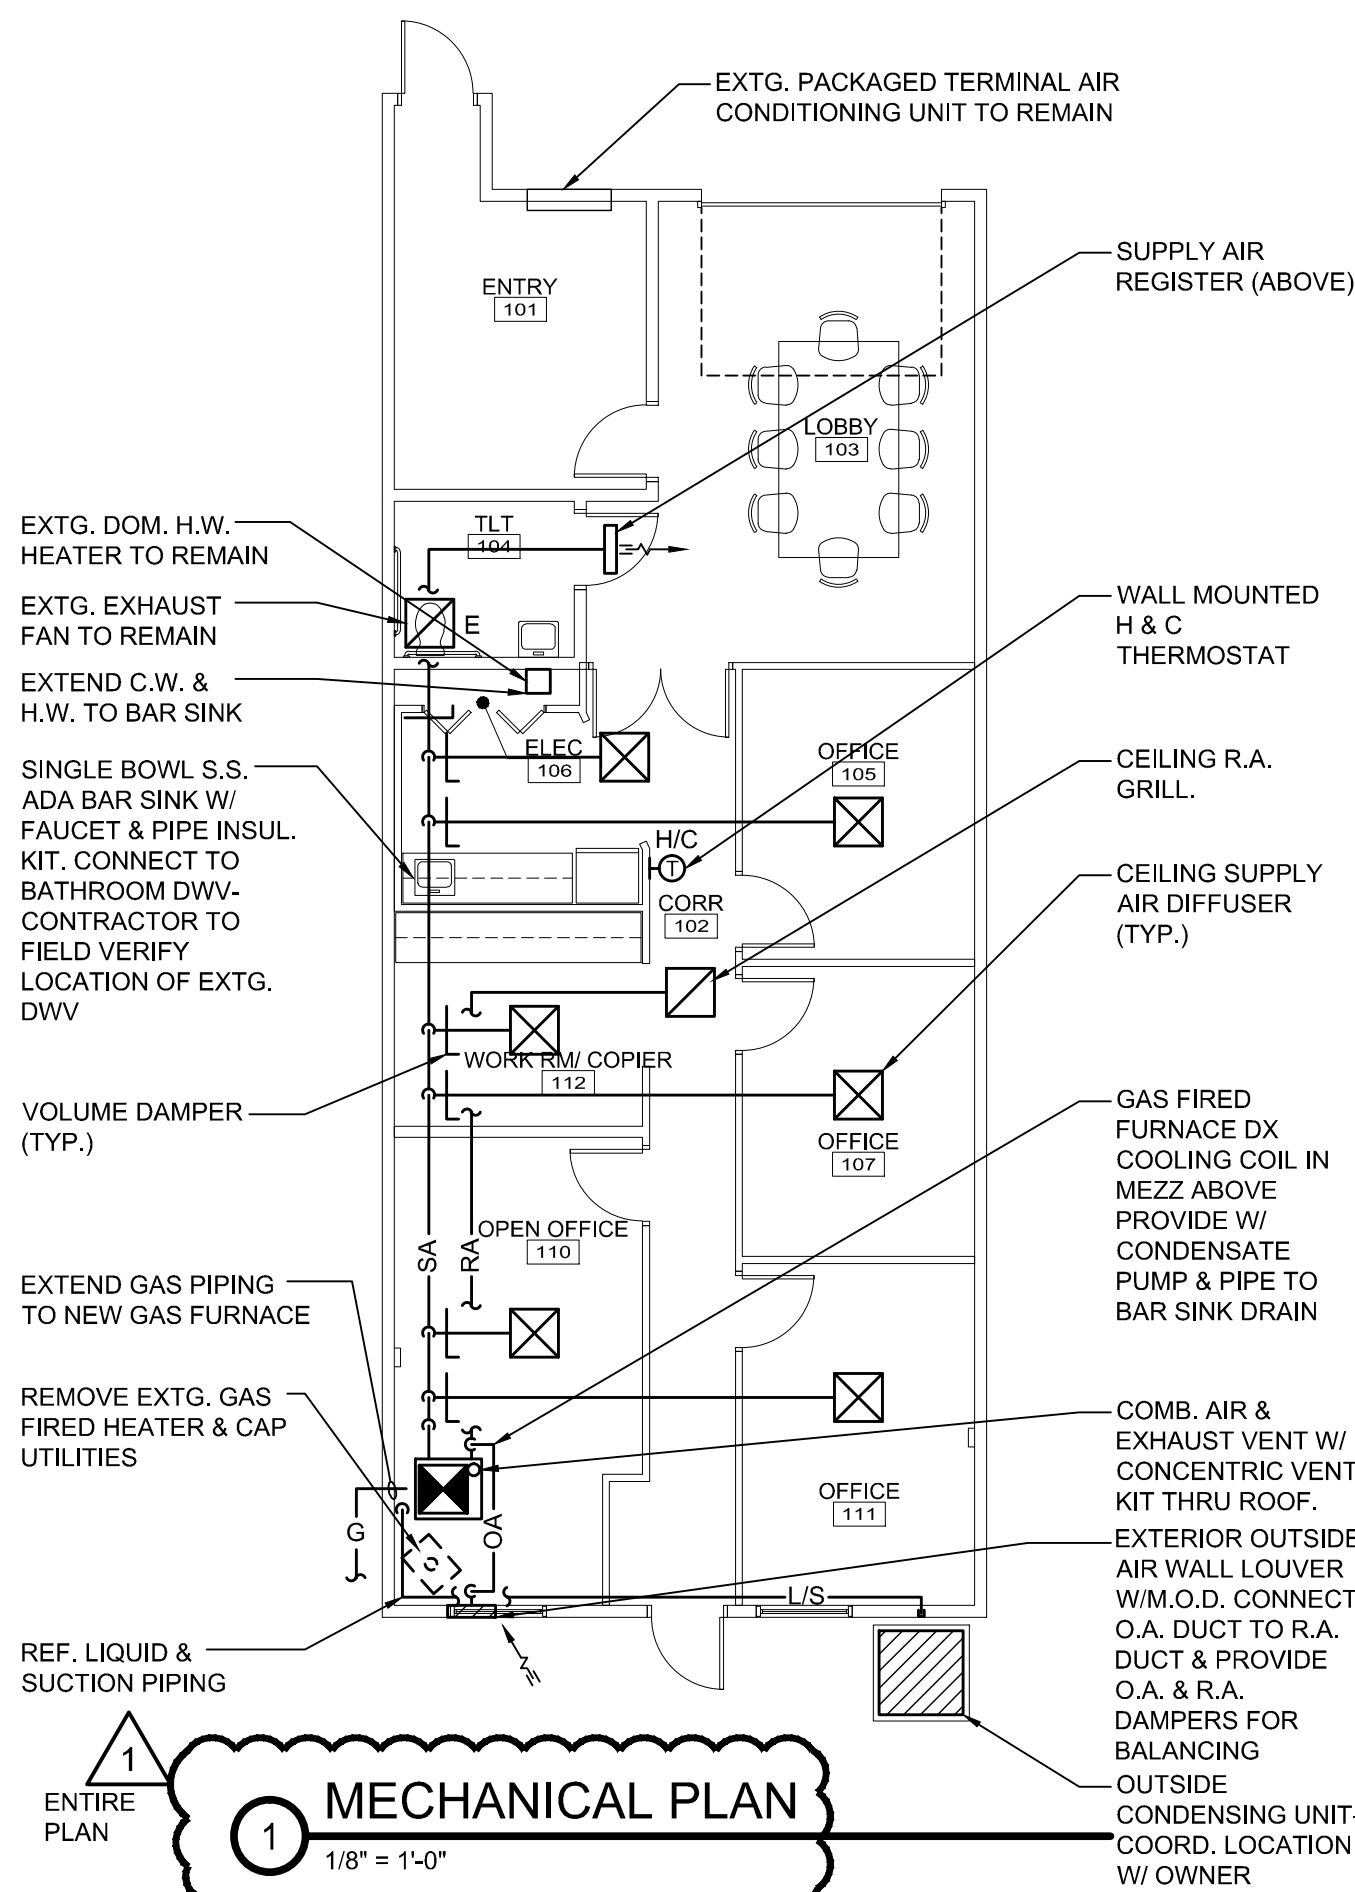 EXTG. PACKAGED TERMINAL AIR
CONDITIONING UNIT TO REMAIN
SUPPLY AIR
REGISTER (ABOVE)
ENTRY
101
LOBBY
103
EXTG. DOM. H.W.
HEATER TO REMAIN
TLT
104
EXTG. EXHAUST
FAN TO REMAIN
E
WALL MOUNTED
H & C
THERMOSTAT
EXTEND C.W. &
H.W. TO BAR SINK
ELEC
106
OFFICE
105
CEILING R.A.
GRILL.
SINGLE BOWL S.S.
ADA BAR SINK W/
FAUCET & PIPE INSUL.
KIT. CONNECT TO
BATHROOM DWV-
CONTRACTOR TO
FIELD VERIFY
LOCATION OF EXTG.
DWV
H/C
T
CORR
102
CEILING SUPPLY
AIR DIFFUSER
(TYP.)
WORK RM/ COPIER
112
VOLUME DAMPER
(TYP.)
OFFICE
107
GAS FIRED
FURNACE DX
COOLING COIL IN
MEZZ ABOVE
PROVIDE W/
CONDENSATE
PUMP & PIPE TO
BAR SINK DRAIN
SA
RA
OPEN OFFICE
110
EXTEND GAS PIPING
TO NEW GAS FURNACE
REMOVE EXTG. GAS
FIRED HEATER & CAP
UTILITIES
COMB. AIR &
EXHAUST VENT W/
CONCENTRIC VENT
KIT THRU ROOF.
OFFICE
111
G
OA
L/S
EXTERIOR OUTSIDE
AIR WALL LOUVER
W/M.O.D. CONNECT
O.A. DUCT TO R.A.
DUCT & PROVIDE
O.A. & R.A.
DAMPERS FOR
BALANCING
REF. LIQUID &
SUCTION PIPING
OUTSIDE
CONDENSING UNIT-
COORD. LOCATION
W/ OWNER
1
ENTIRE
PLAN
1
MECHANICAL PLAN
1/8" = 1'-0"